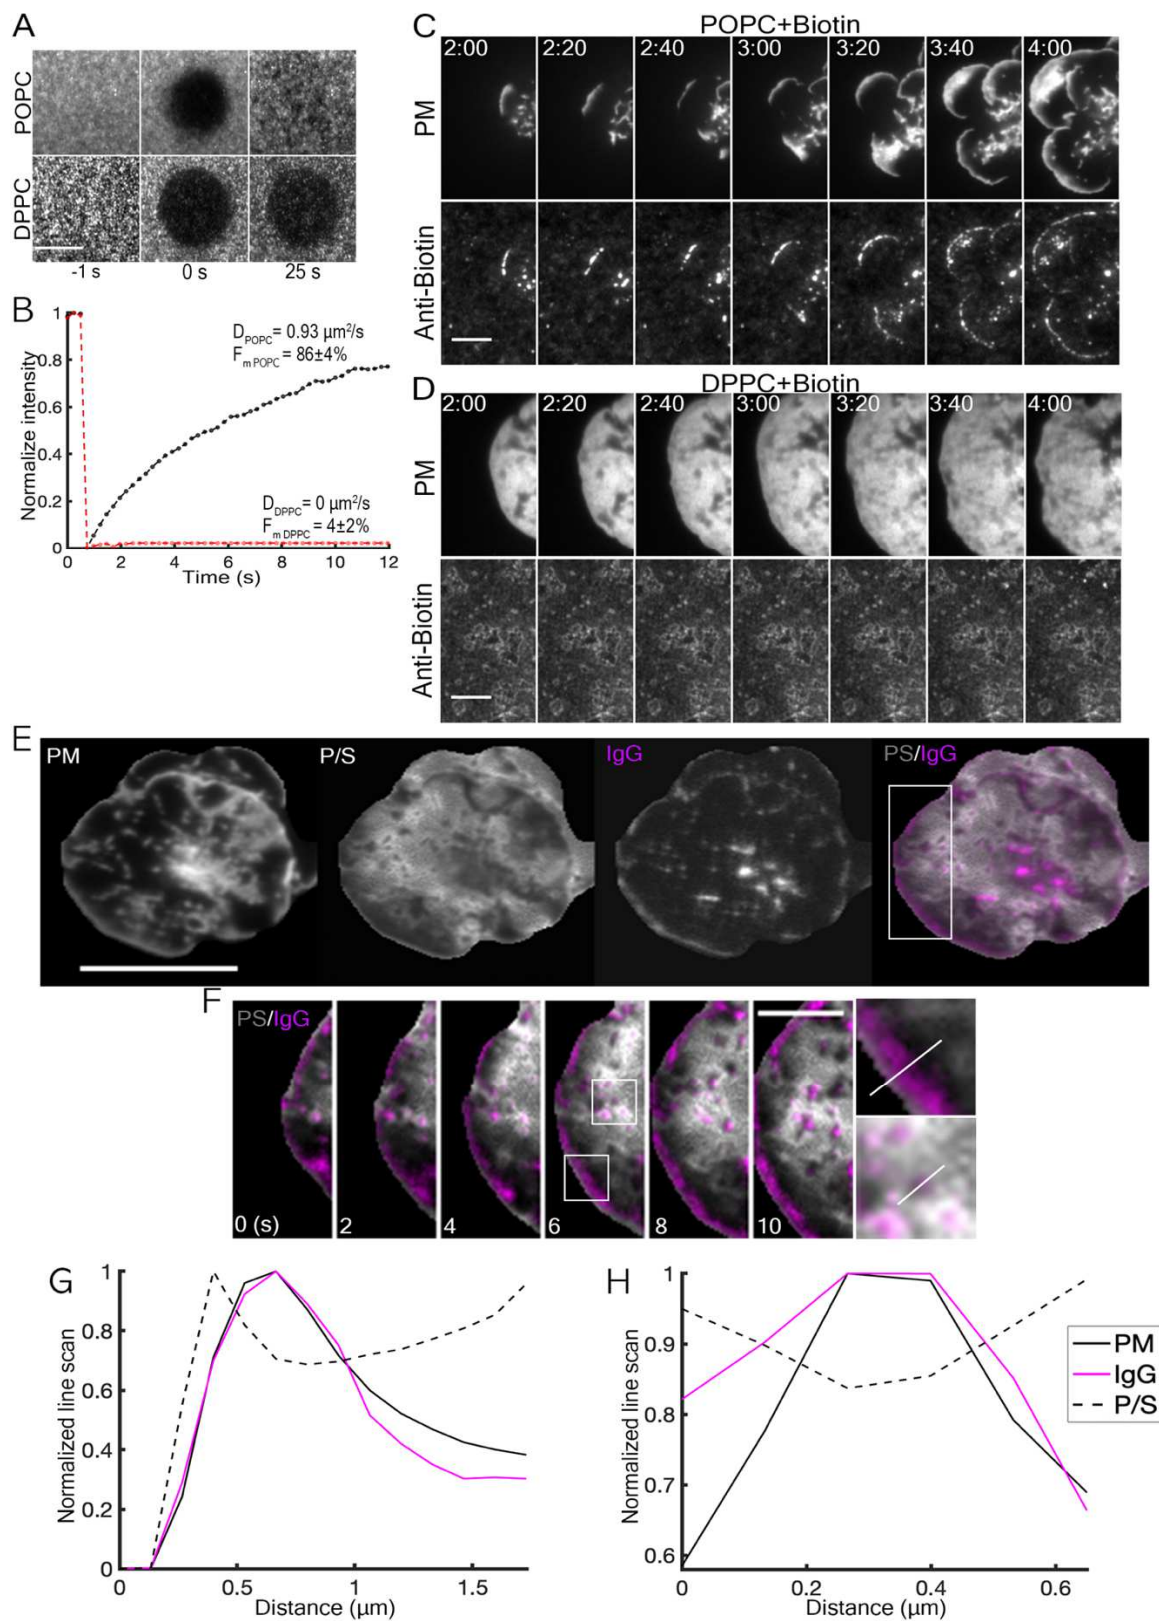 A
POPC
DPPC
-1 s
0 s
25 s
B
Normalize intensity
1
0.8
0.6
0.4
0.2
0
0
2
4
6
8
10
12
Time (s)
D_POPC= 0.93 µm²/s
F_m POPC = 86±4%
D_DPPC= 0 µm²/s
F_m DPPC = 4±2%
C
POPC+Biotin
2:00
2:20
2:40
3:00
3:20
3:40
4:00
PM
Anti-Biotin
D
DPPC+Biotin
2:00
2:20
2:40
3:00
3:20
3:40
4:00
PM
Anti-Biotin
E
PM
P/S
IgG
PS/IgG
F
PS/IgG
0 (s)
2
4
6
8
10
G
Normalized line scan
1
0.8
0.6
0.4
0.2
0
0
0.5
1
1.5
Distance (µm)
H
Normalized line scan
1
0.9
0.8
0.7
0.6
0
0.2
0.4
0.6
Distance (µm)
PM
IgG
P/S